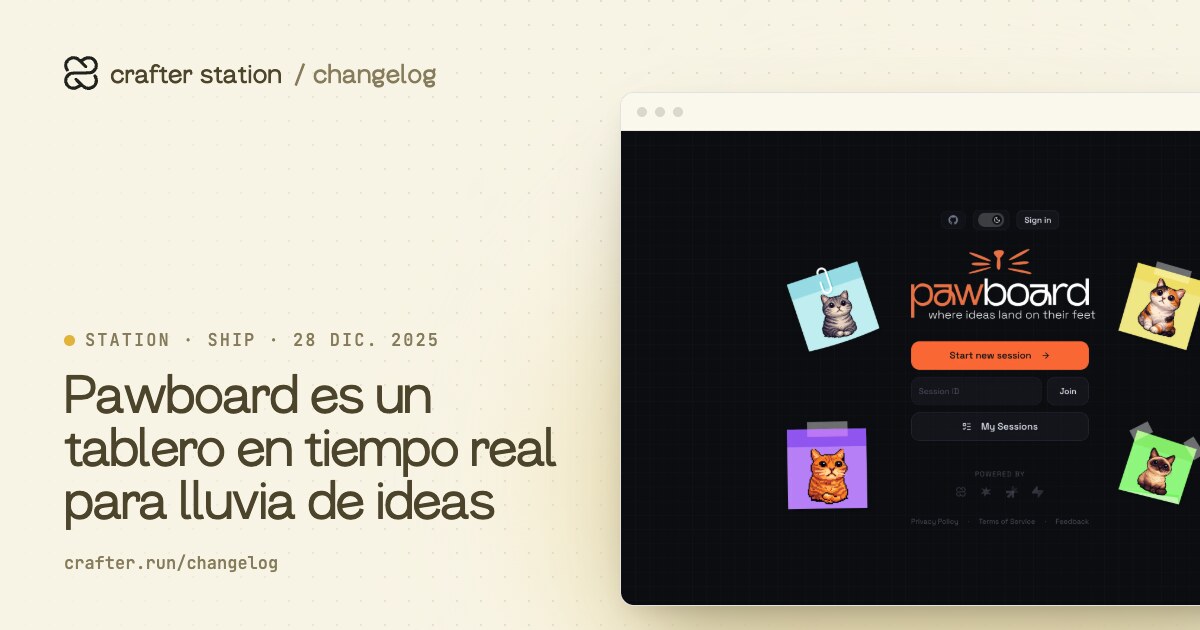 crafter station / changelog
STATION · SHIP · 28 DIC. 2025
Pawboard es un
tablero en tiempo real
para lluvia de ideas
crafter.run/changelog
Sign in
pawboard
where ideas land on their feet
Start new session →
Session ID
Join
My Sessions
POWERED BY
Privacy Policy · Terms of Service · Feedback